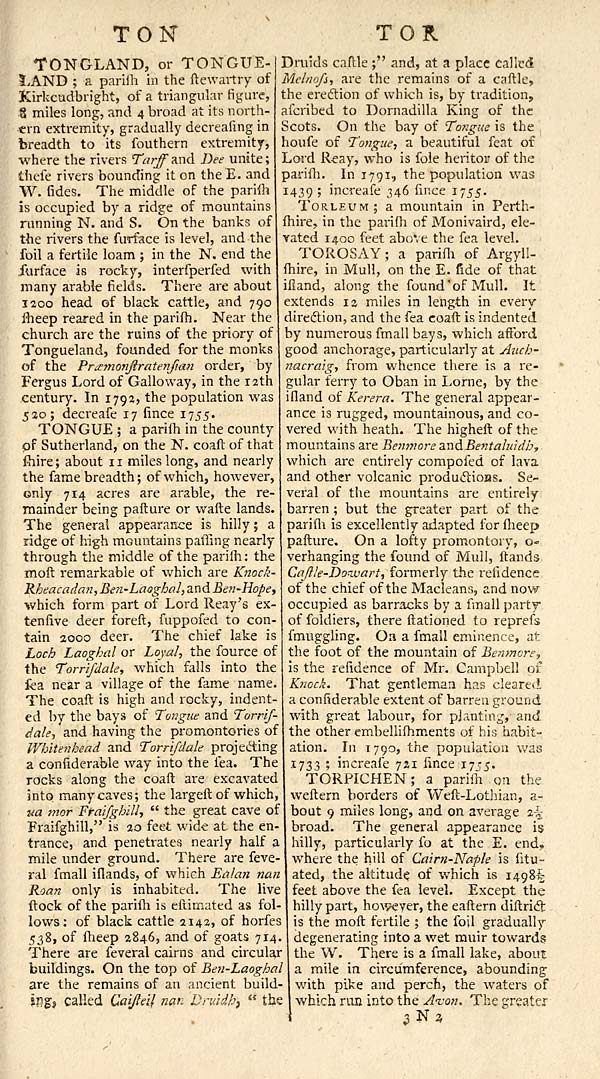 TON
TONGLAND, or TONGUE-
LAND ; a pariſh in the ſtewartry of
Kirkcudbright, of a triangular figure,
8 miles long, and 4 broad at its north-
ern extremity, gradually decreaſing in
breadth to its ſouthern extremity,
where the rivers Tarff and Dee unite;
theſe rivers bounding it on the E. and
W. ſides. The middle of the pariſh
is occupied by a ridge of mountains
running N. and S. On the banks of
the rivers the ſurface is level, and the
ſoil a fertile loam ; in the N. end the
ſurface is rocky, interſperſed with
many arable fields. There are about
1200 head of black cattle, and 790
ſheep reared in the pariſh. Near the
church are the ruins of the priory of
Tongueland, founded for the monks
of the Præmonſtratenſian order, by
Fergus Lord of Galloway, in the 12th
century. In 1792, the population was
520 ; decreaſe 17 ſince 1755.
TONGUE ; a pariſh in the county
of Sutherland, on the N. coaſt of that
ſhire; about 11 miles long, and nearly
the ſame breadth; of which, however,
only 714 acres are arable, the re-
mainder being paſture or waſte lands.
The general appearance is hilly; a
ridge of high mountains paſſing nearly
through the middle of the pariſh: the
moſt remarkable of which are Knock-
Rheacadan, Ben-Laoghal, and Ben-Hope,
which form part of Lord Reay's ex-
tenſive deer foreſt, ſuppoſed to con-
tain 2000 deer. The chief lake is
Loch Laoghal or Loyal, the ſource of
the Torriſdale, which falls into the
ſea near a village of the ſame name.
The coaſt is high and rocky, indent-
ed by the bays of Tongue and Torriſ-
dale, and having the promontories of
Whitenhead and Torriſdale projecting
a conſiderable way into the ſea. The
rocks along the coaſt are excavated
into many caves; the largeſt of which,
ua mor Fraiſghill, “ the great cave of
Fraiſghill,” is 20 feet wide at the en-
trance, and penetrates nearly half a
mile under ground. There are ſeve-
ral ſmall iſlands, of which Ealan nan
Roan only is inhabited. The live
ſtock of the pariſh is eſtimated as fol-
lows: of black cattle 2142, of horſes
538, of ſheep 2846, and of goats 714.
There are ſeveral cairns and circular
buildings. On the top of Ben-Laoghal
are the remains of an ancient build-
ing, called Caiſteil nan Druidh, “ the
TOR
Druids caſtle ;” and, at a place called
Melnoſs, are the remains of a caſtle,
the erection of which is, by tradition,
aſcribed to Dornadilla King of the
Scots. On the bay of Tongue is the
houſe of Tongue, a beautiful ſeat of
Lord Reay, who is ſole heritor of the
pariſh. In 1791, the population was
1439 ; increaſe 346 ſince 1755.
TORLEUM ; a mountain in Perth-
ſhire, in the pariſh of Monivaird, ele-
vated 1400 feet above the ſea level.
TOROSAY ; a pariſh of Argyll-
ſhire, in Mull, on the E. ſide of that
iſland, along the ſound of Mull. It
extends 12 miles in length in every
direction, and the ſea coaſt is indented
by numerous ſmall bays, which afford
good anchorage, particularly at Auch-
nacraig, from whence there is a re-
gular ferry to Oban in Lorne, by the
iſland of Kerera. The general appear-
ance is rugged, mountainous, and co-
vered with heath. The higheſt of the
mountains are Benmore and Bentaluidh,
which are entirely compoſed of lava
and other volcanic productions. Se-
veral of the mountains are entirely
barren ; but the greater part of the
pariſh is excellently adapted for ſheep
paſture. On a lofty promontory, o-
verhanging the ſound of Mull, ſtands
Caſtle-Dowart, formerly the reſidence
of the chief of the Macleans, and now
occupied as barracks by a ſmall party
of ſoldiers, there ſtationed to repreſs
ſmuggling. On a ſmall eminence, at
the foot of the mountain of Benmore,
is the reſidence of Mr. Campbell of
Knock. That gentleman has cleared
a conſiderable extent of barren ground
with great labour, for planting, and
the other embelliſhments of his habit-
ation. In 1790, the population was
1733 ; increaſe 721 ſince 1755.
TORPICHEN ; a pariſh on the
weſtern borders of Weſt-Lothian, a-
bout 9 miles long, and on average 2½
broad. The general appearance is
hilly, particularly ſo at the E. end,
where the hill of Cairn-Naple is ſitu-
ated, the altitude of which is 1498½
feet above the ſea level. Except the
hilly part, however, the eaſtern diſtrict
is the moſt fertile ; the ſoil gradually
degenerating into a wet muir towards
the W. There is a ſmall lake, about
a mile in circumference, abounding
with pike and perch, the waters of
which run into the Avon. The greater
3 N 2